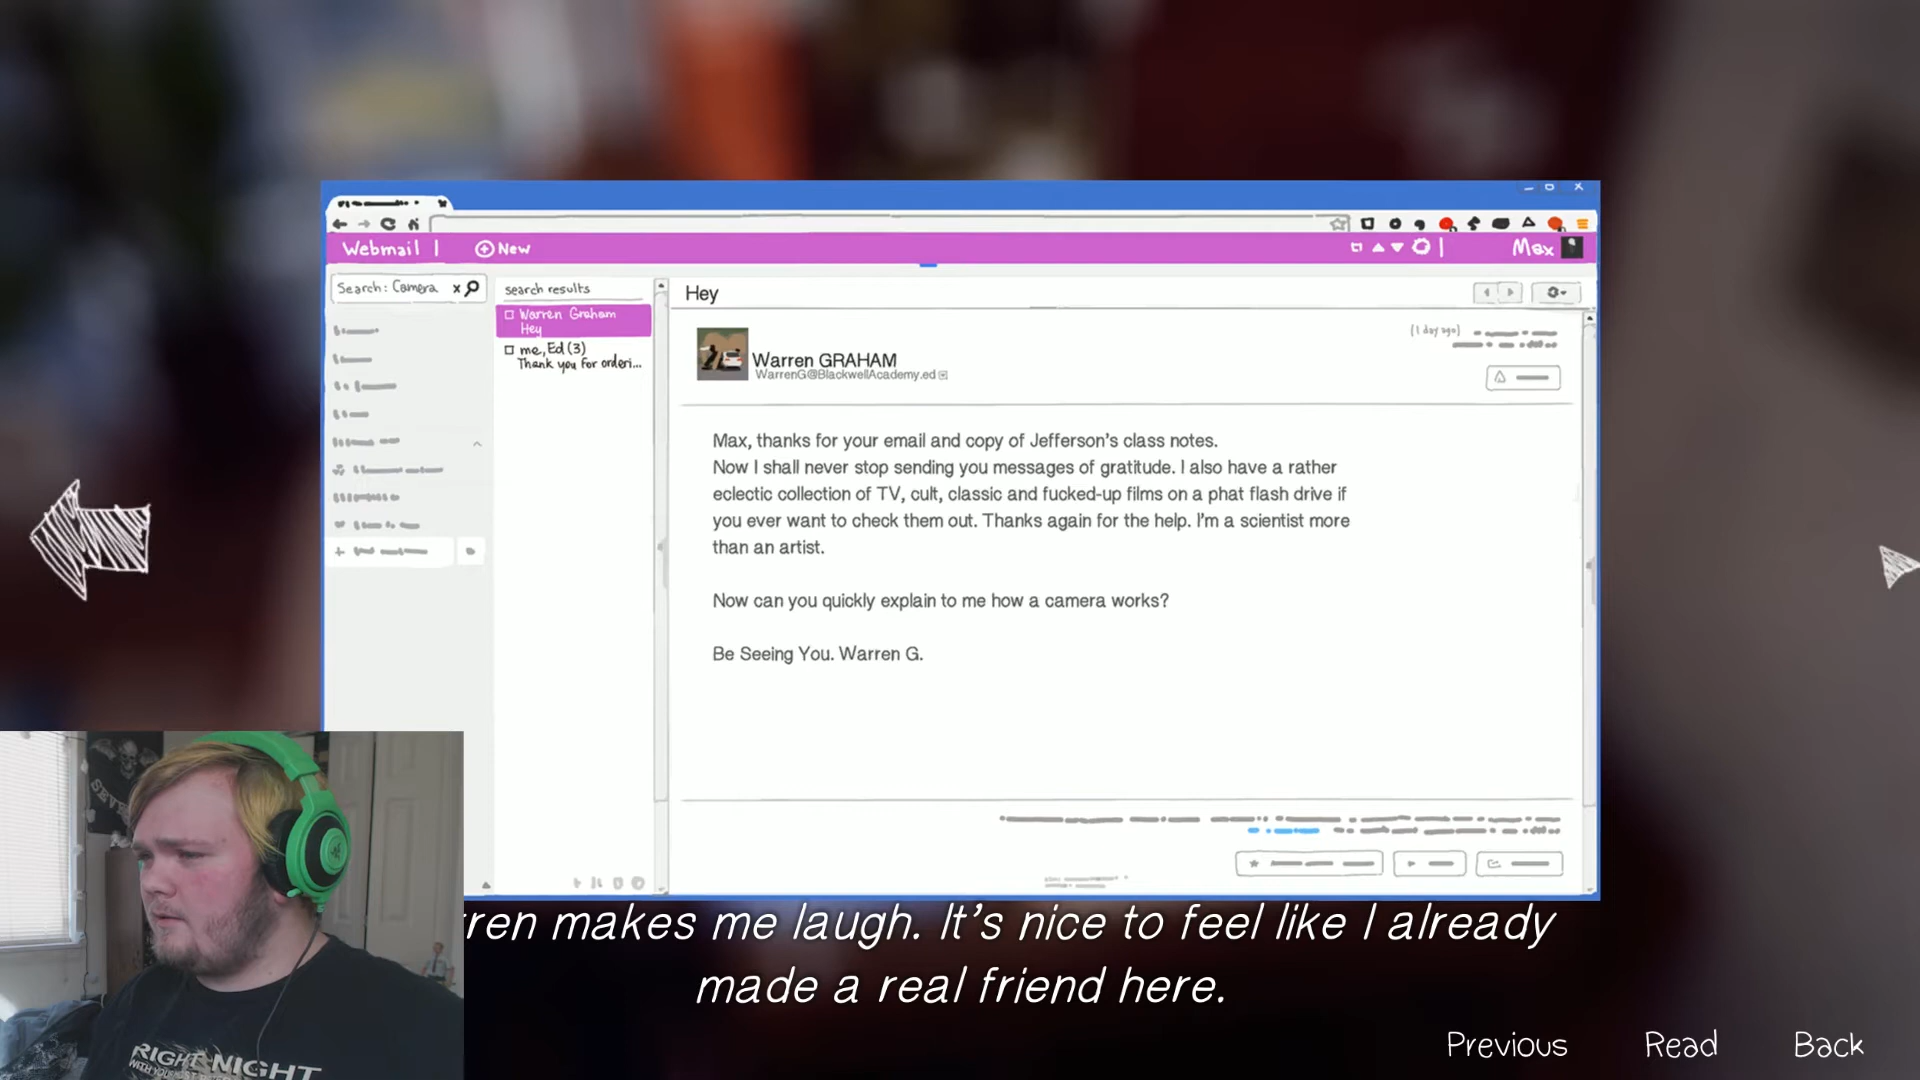 Webmail |
New
Max
Search: Camera x
search results
Warren Graham
Hey
me, Ed (3)
Thank you for orderi...
Hey
(1 day ago)
Warren GRAHAM
WarrenG@BlackwellAcademy.ed
Max, thanks for your email and copy of Jefferson's class notes.
Now I shall never stop sending you messages of gratitude. I also have a rather
eclectic collection of TV, cult, classic and fucked-up films on a phat flash drive if
you ever want to check them out. Thanks again for the help. I'm a scientist more
than an artist.
Now can you quickly explain to me how a camera works?
Be Seeing You. Warren G.
rren makes me laugh. It's nice to feel like I already
made a real friend here.
SEVE
RIGHT NIGHT
Previous
Read
Back